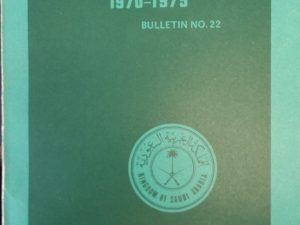 1970–1975
BULLETIN NO. 22
المملكة العربية السعودية
KINGDOM OF SAUDI ARABIA